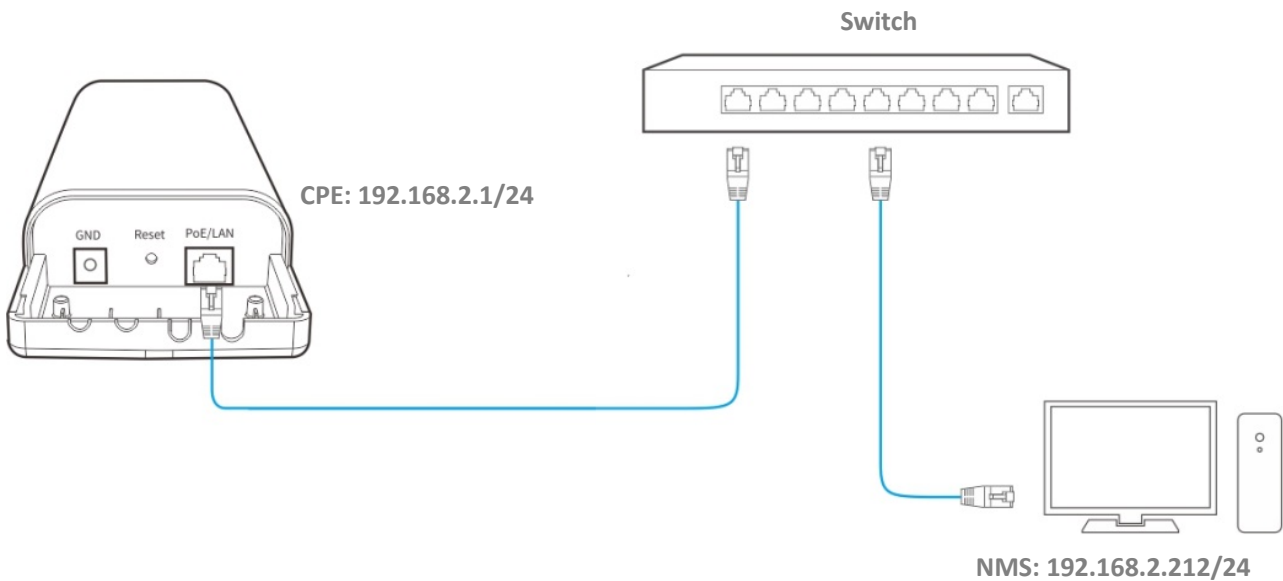 Switch
CPE: 192.168.2.1/24
GND Reset PoE/LAN
NMS: 192.168.2.212/24